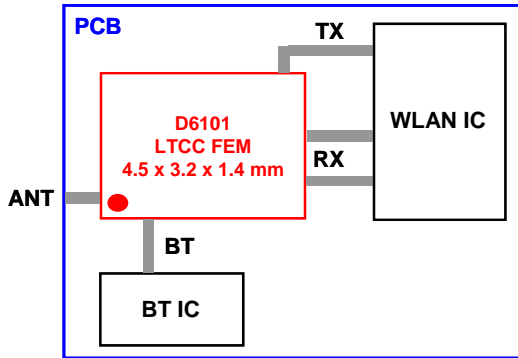 PCB
TX
D6101
LTCC FEM
4.5 x 3.2 x 1.4 mm
WLAN IC
RX
ANT
BT
BT IC